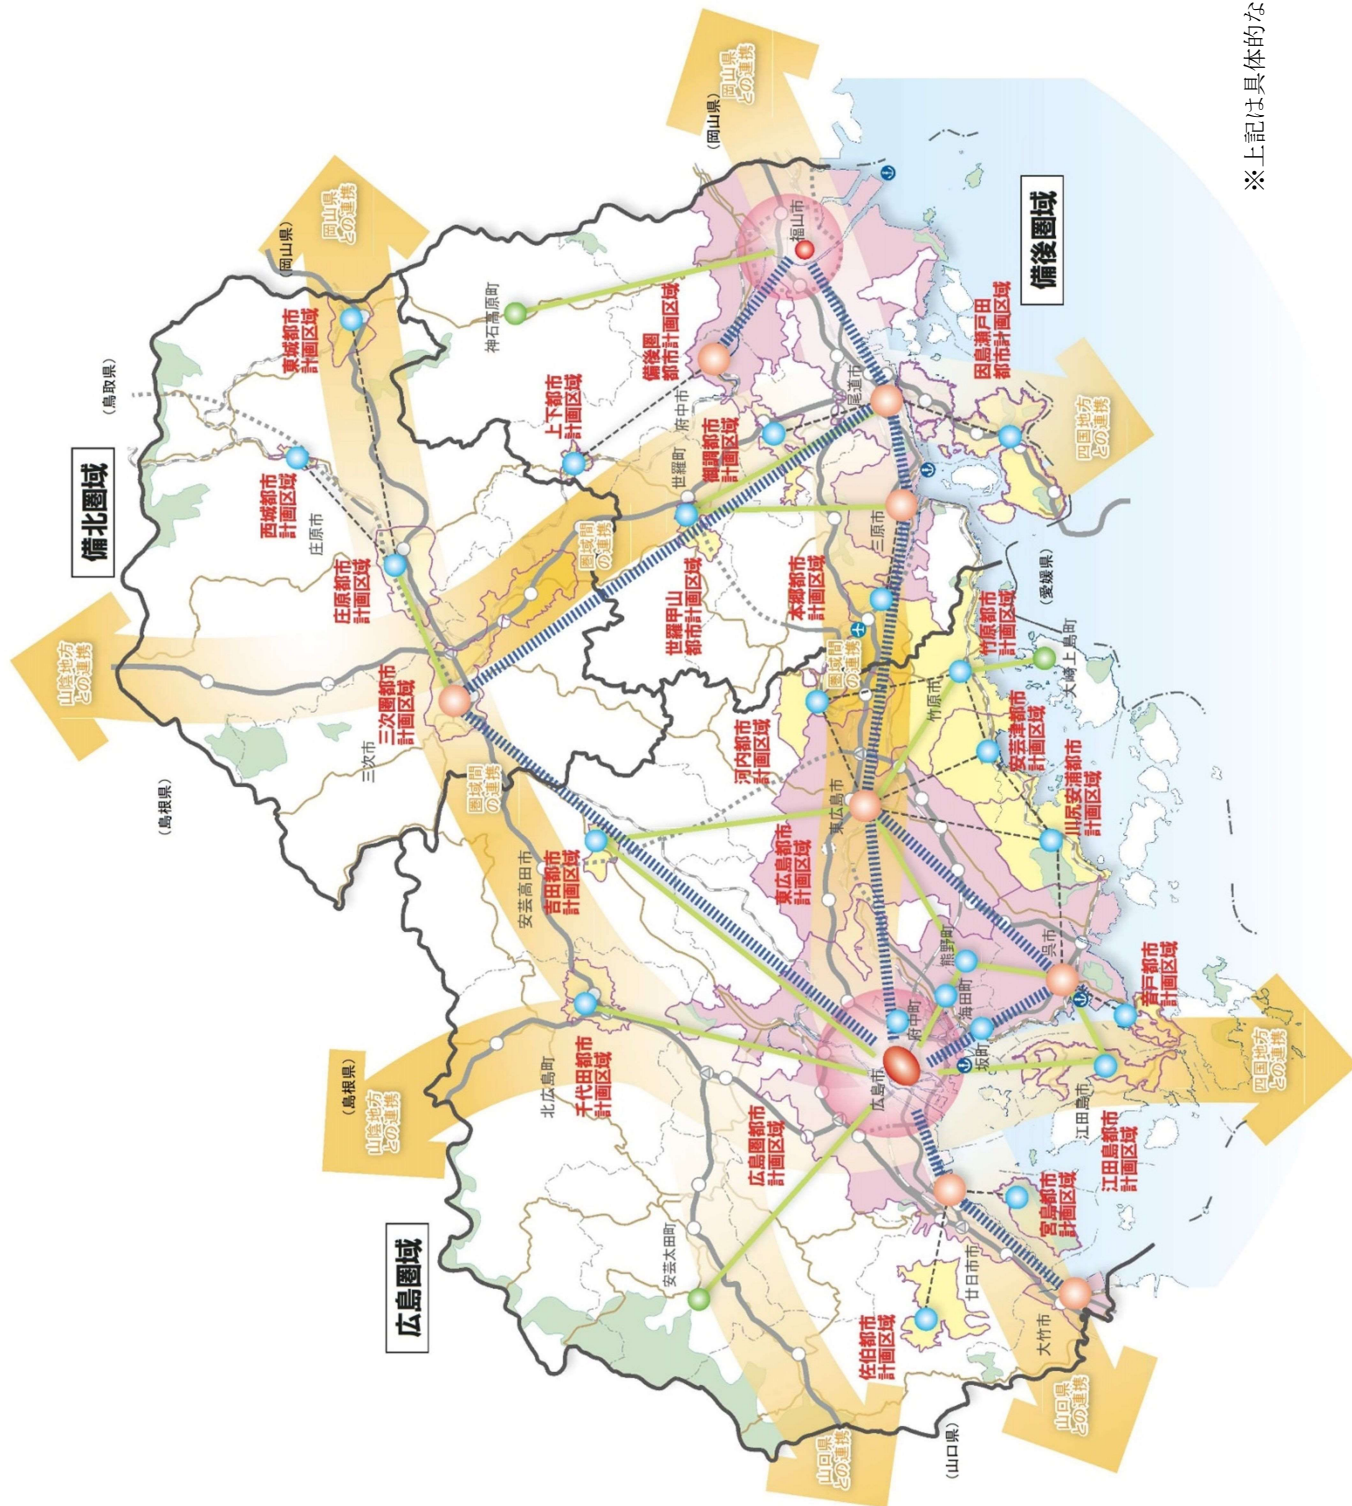 ※上記は具体的な
岡山県
との連携
(岡山県)
岡山県
との連携
(岡山県)
(鳥取県)
備北圏域
東城都市
計画区域
神石高原町
福山市
備後圏域
西城都市
計画区域
庄原市
上下都市
計画区域
備後圏
都市計画区域
府中市
因島瀬戸田
都市計画区域
尾道市
御調都市
計画区域
世羅町
四国地方
との連携
庄原都市
計画区域
圏域間
の連携
三原市
世羅甲山
都市計画区域
本郷都市
計画区域
(愛媛県)
山陰地方
との連携
三次圏都市
計画区域
三次市
圏域間
の連携
竹原都市
計画区域
大崎上島町
竹原市
河内都市
計画区域
安芸津都市
計画区域
(島根県)
圏域間
の連携
安芸高田市
吉田都市
計画区域
東広島市
東広島都市
計画区域
川尻安浦都市
計画区域
熊野町
呉市
音戸都市
計画区域
海田町
府中町
坂町
四国地方
との連携
(島根県)
山陰地方
との連携
北広島町
千代田都市
計画区域
広島市
江田島市
江田島都市
計画区域
広島圏都市
計画区域
宮島都市
計画区域
広島圏域
安芸太田町
廿日市市
佐伯都市
計画区域
大竹市
山口県
との連携
(山口県)
山口県
との連携